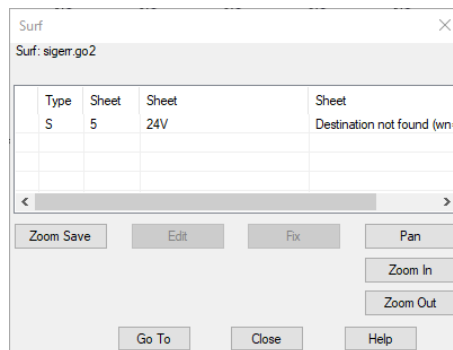 Surf
Surf: sigerr.go2
Type Sheet Sheet Sheet
S 5 24V Destination not found (wn=
Zoom Save Edit Fix Pan
Zoom In
Zoom Out
Go To Close Help